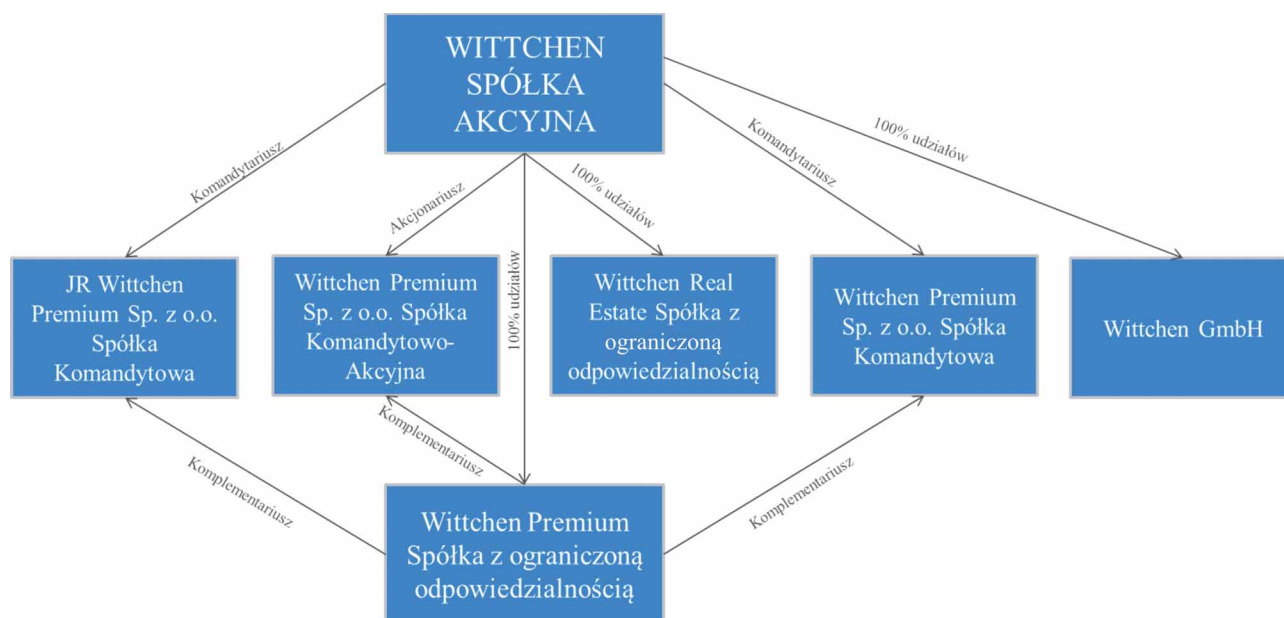 WITTCHEN
SPÓŁKA
AKCYJNA
Komandytariusz
Akcjonariusz
100% udziałów
100% udziałów
Komandytariusz
100% udziałów
JR Wittchen
Premium Sp. z o.o.
Spółka
Komandytowa
Wittchen Premium
Sp. z o.o. Spółka
Komandytowo-
Akcyjna
Wittchen Real
Estate Spółka z
ograniczoną
odpowiedzialnością
Wittchen Premium
Sp. z o.o. Spółka
Komandytowa
Wittchen GmbH
Komplementariusz
Komplementariusz
Komplementariusz
Wittchen Premium
Spółka z ograniczoną
odpowiedzialnością